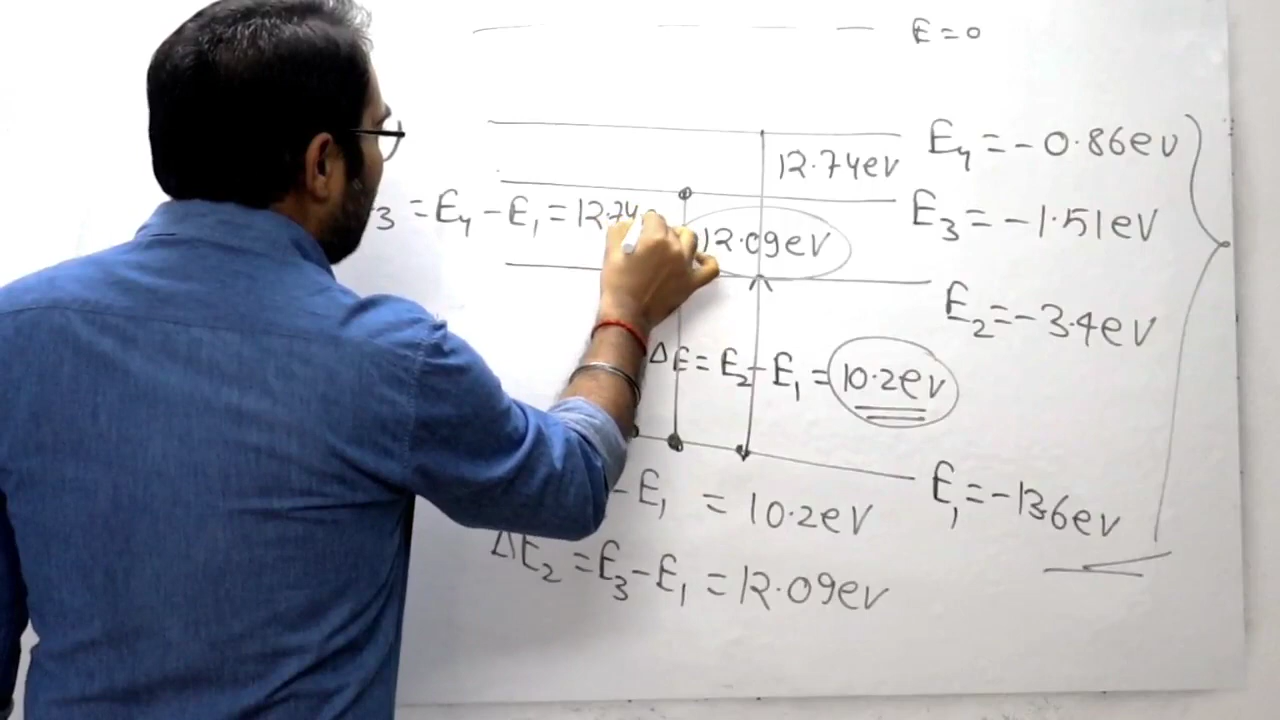 E = 0
E4 = -0.86ev
12.74ev
3 = E4 - E1 = 12.74
E3 = -1.51ev
12.09ev
E2 = -3.4ev
ΔE = E2 - E1 = 10.2ev
E1 = -13.6ev
- E1 = 10.2ev
ΔE2 = E3 - E1 = 12.09ev